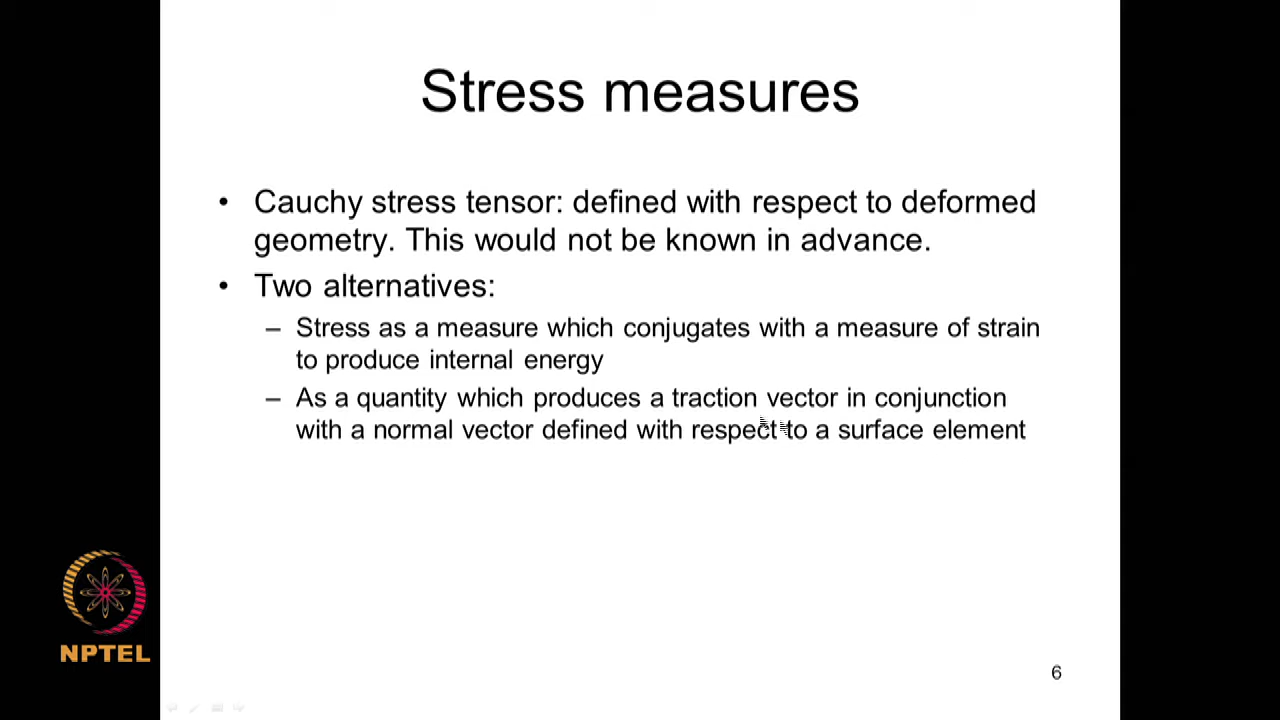 Stress measures
• Cauchy stress tensor: defined with respect to deformed
geometry. This would not be known in advance.
• Two alternatives:
– Stress as a measure which conjugates with a measure of strain
to produce internal energy
– As a quantity which produces a traction vector in conjunction
with a normal vector defined with respect to a surface element
NPTEL
6